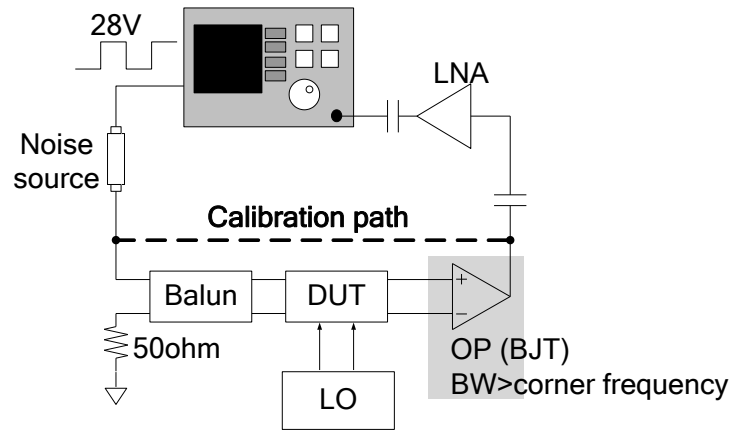 28V
LNA
Noise
source
Calibration path
Balun
DUT
+
−
50ohm
OP (BJT)
BW>corner frequency
LO